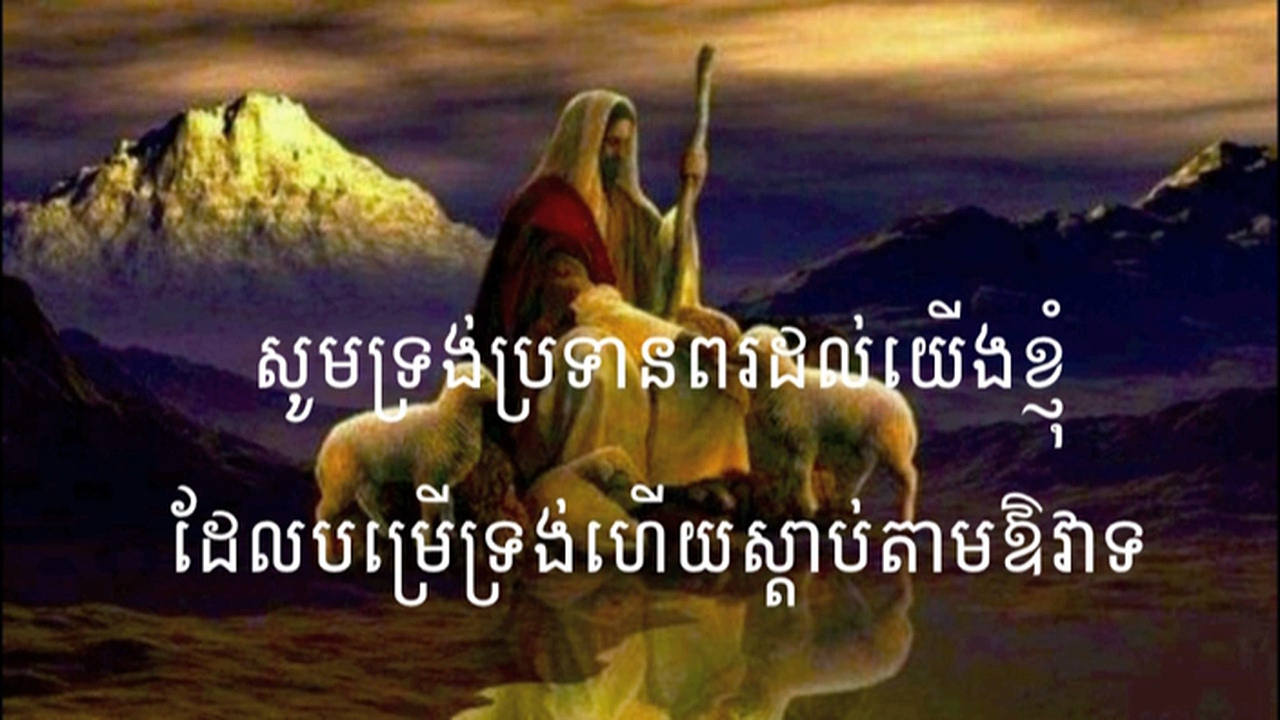 សូមទ្រង់ប្រទានពរដល់យើងខ្ញុំ
ដែលបម្រើទ្រង់ហើយស្ដាប់តាមឱវាទ